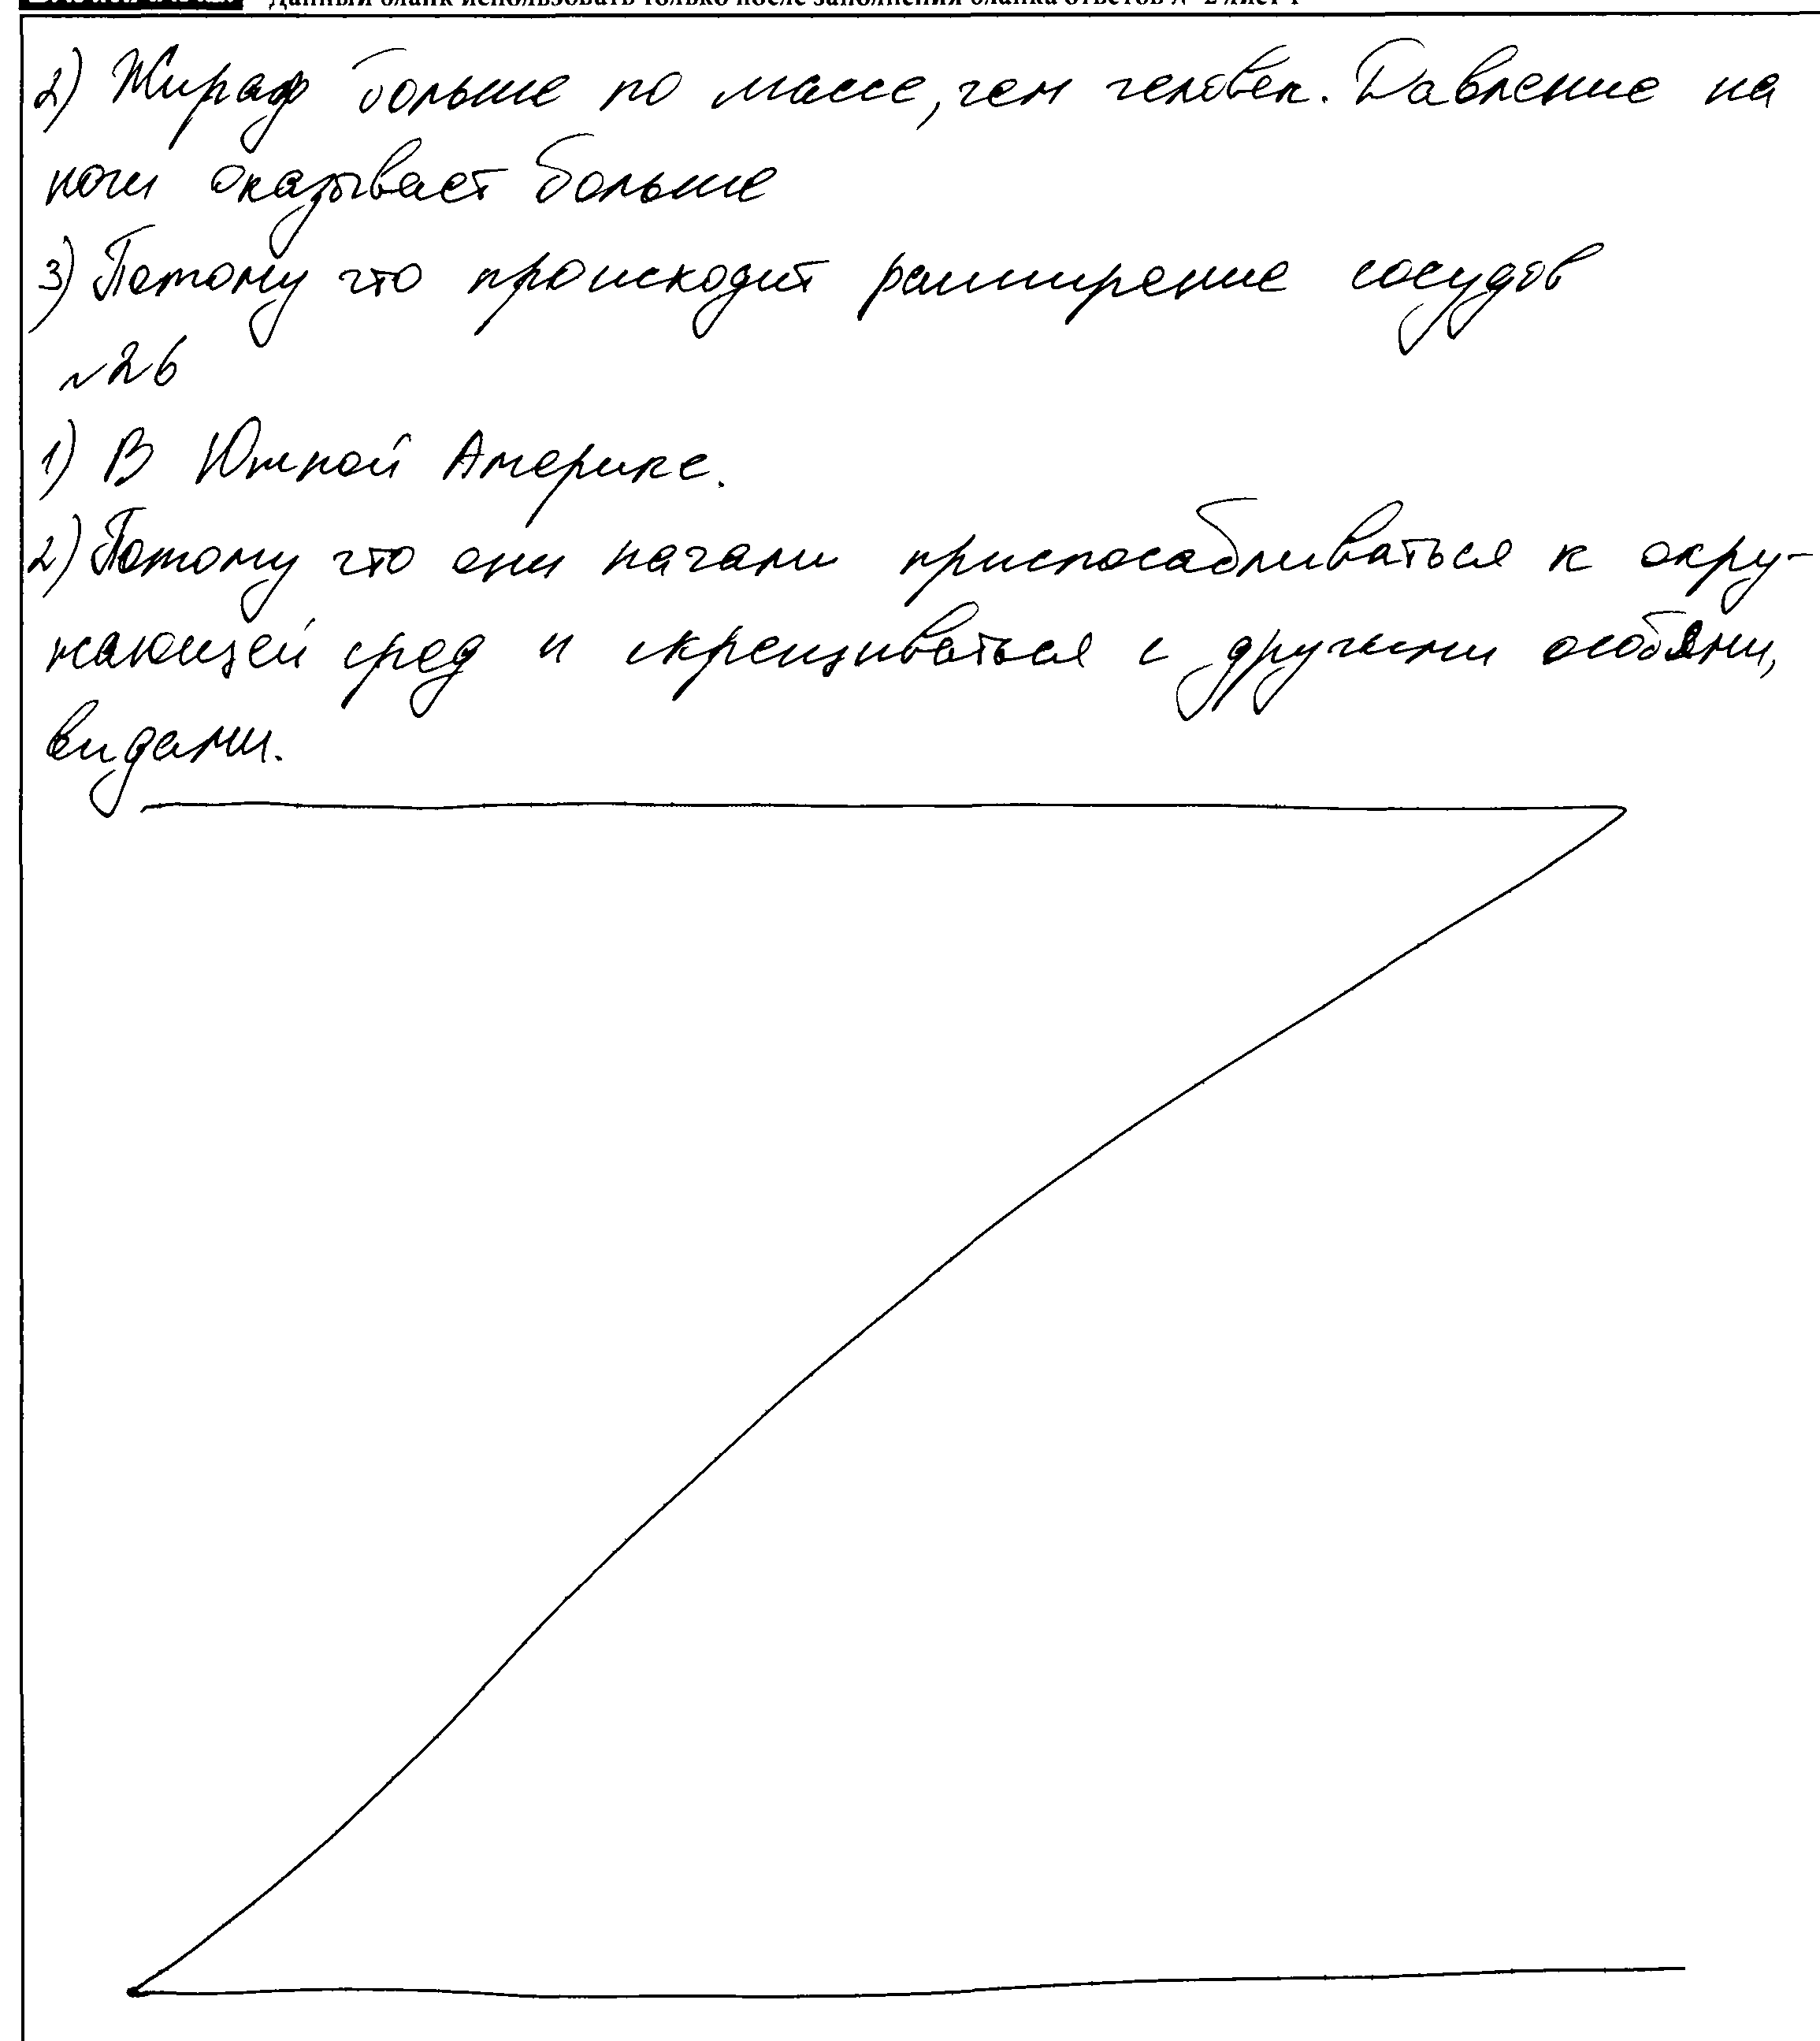 Данный бланк использовать только после заполнения бланка ответов № 2 лист 1
2) Жираф больше по массе, чем человек. Давление на
ноги оказывает больше
3) Потому что происходит расширение сосудов
№26
1) В Южной Америке.
2) Потому что они начали приспосабливаться к окру-
жающей сред и скрещиваться с другими особями,
видами.